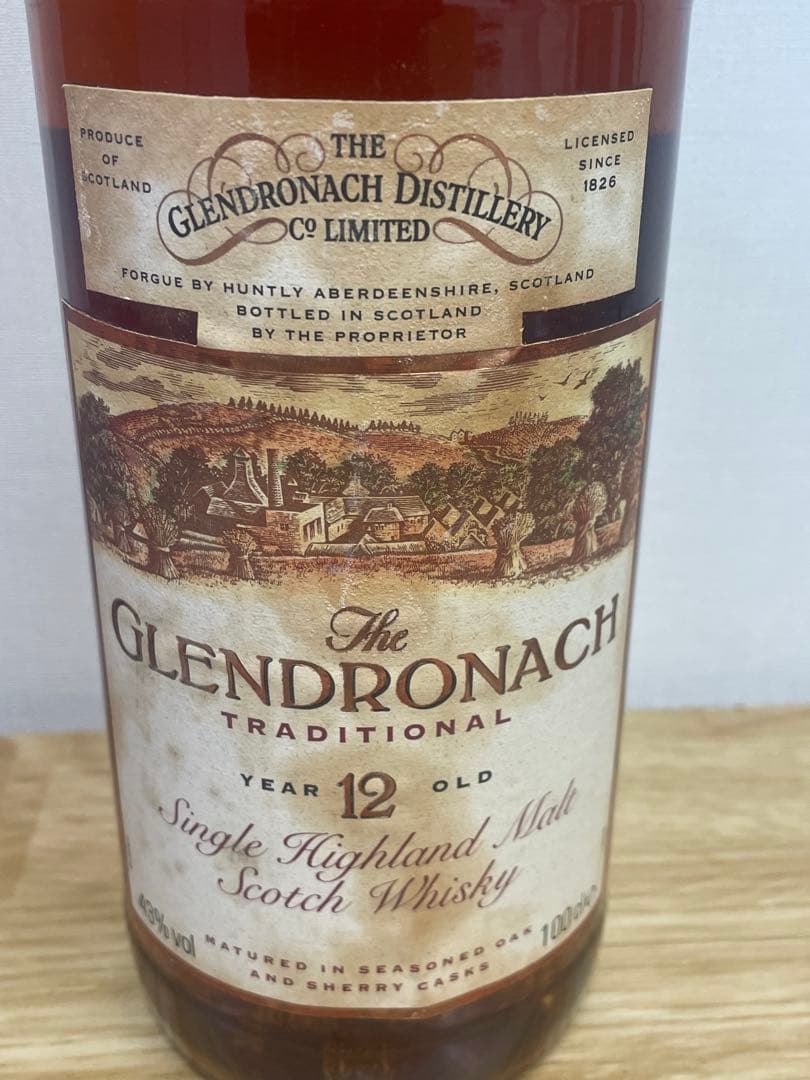 PRODUCE
OF
SCOTLAND
THE
GLENDRONACH DISTILLERY
Cº LIMITED
LICENSED
SINCE
1826
FORGUE BY HUNTLY ABERDEENSHIRE, SCOTLAND
BOTTLED IN SCOTLAND
BY THE PROPRIETOR
The
GLENDRONACH
TRADITIONAL
YEAR 12 OLD
Single Highland Malt
Scotch Whisky
43% vol
100cl
MATURED IN SEASONED OAK
AND SHERRY CASKS